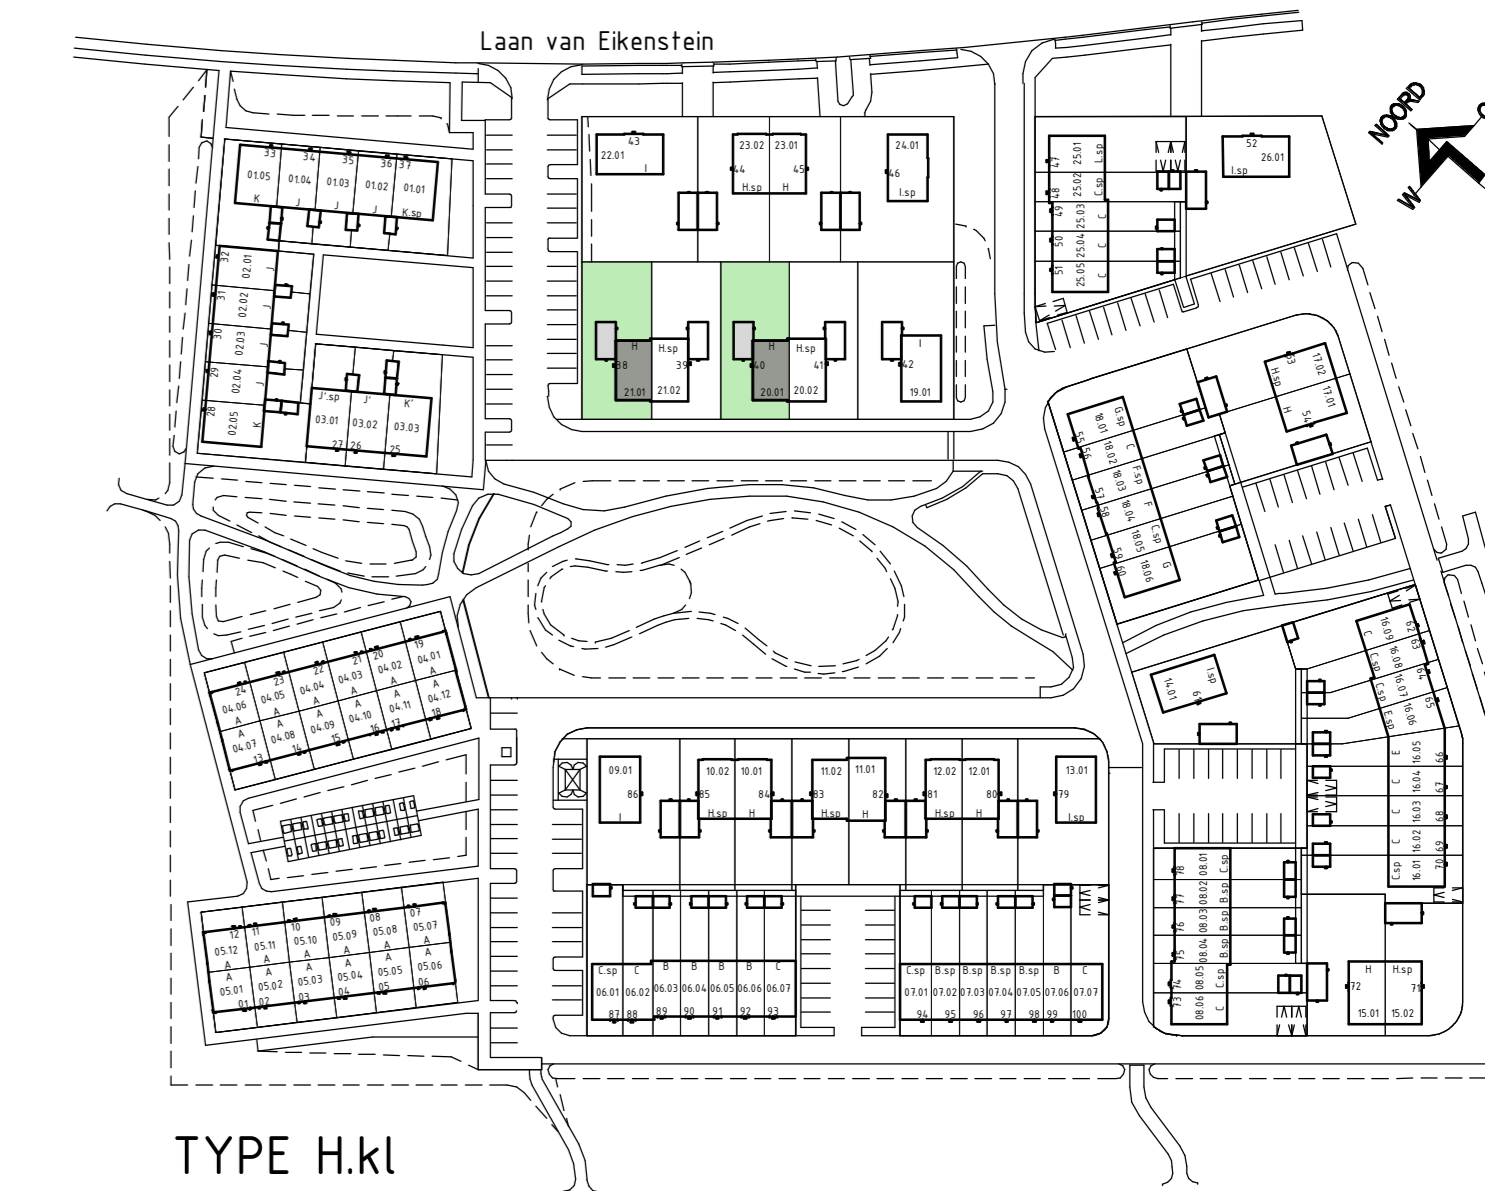 Laan van Eikenstein
NOORD
W
33 34 35 36 37
01.05 01.04 01.03 01.02 01.01
K J J J K.sp
32 31 30 29 28
02.01 02.02 02.03 02.04 02.05
J J J J K
J'.sp J' K'
03.01 03.02 03.03
27 26 25
43
22.01
I
23.02 23.01
44 45
H.sp H
24.01
46
I.sp
H H.sp
38 39
21.01 21.02
H H.sp
40 41
20.01 20.02
I
42
19.01
47 48 49 50 51
25.01 25.02 25.03 25.04 25.05
I.sp C.sp C C C
52
26.01
I.sp
53
17.02
H.sp
17.01
H
54
55 56 57 58 59 60
18.01 18.02 18.03 18.04 18.05 18.06
G.sp C F.sp F C.sp G
24 23 22 21 20 19
04.06 04.05 04.04 04.03 04.02 04.01
A A A A A A
A A A A A A
04.07 04.08 04.09 04.10 04.11 04.12
13 14 15 16 17 18
14.01
I.sp
62 63 64 65
16.09 16.08 16.07 16.06
C C.sp C.sp E.sp
16.05 16.04 16.03 16.02 16.01
E C C C C.sp
66 67 68 69 70
09.01
86
I
10.02 10.01
85 84
H.sp H
11.02 11.01
83 82
H.sp H
12.02 12.01
81 80
H.sp H
13.01
79
I.sp
78 77 76 75 74 73
08.01 08.02 08.03 08.04 08.05 08.06
C.sp B.sp B.sp B.sp C.sp C
12 11 10 09 08 07
05.12 05.11 05.10 05.09 05.08 05.07
A A A A A A
A A A A A A
05.01 05.02 05.03 05.04 05.05 05.06
01 02 03 04 05 06
C.sp C B B B B C
06.01 06.02 06.03 06.04 06.05 06.06 06.07
87 88 89 90 91 92 93
C.sp B.sp B.sp B.sp B.sp B C
07.01 07.02 07.03 07.04 07.05 07.06 07.07
94 95 96 97 98 99 100
H H.sp
72 71
15.01 15.02
TYPE H.kl